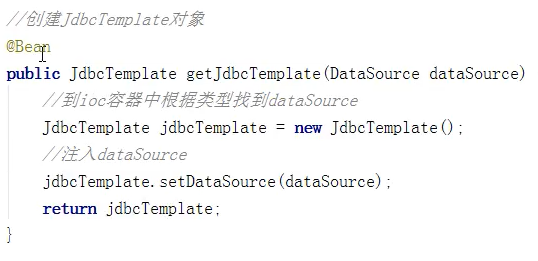 //创建JdbcTemplate对象
@Bean
public JdbcTemplate getJdbcTemplate(DataSource dataSource)
//到ioc容器中根据类型找到dataSource
JdbcTemplate jdbcTemplate = new JdbcTemplate();
//注入dataSource
jdbcTemplate.setDataSource(dataSource);
return jdbcTemplate;
}